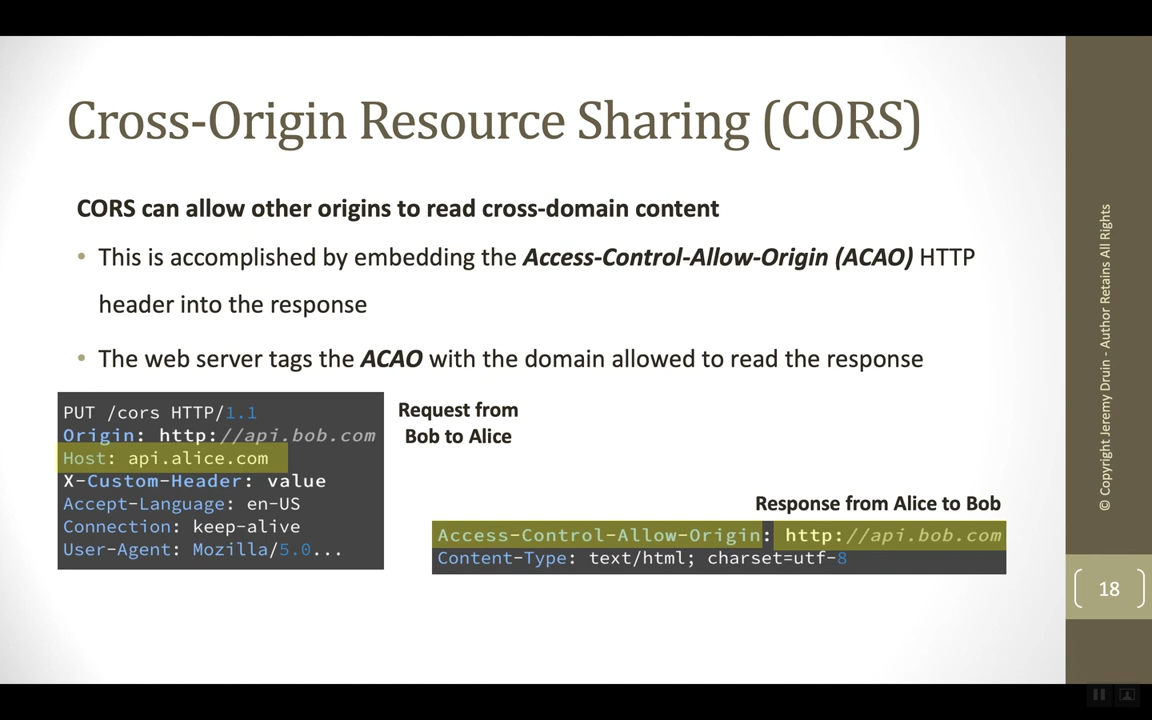 Cross-Origin Resource Sharing (CORS)
CORS can allow other origins to read cross-domain content
• This is accomplished by embedding the Access-Control-Allow-Origin (ACAO) HTTP
header into the response
• The web server tags the ACAO with the domain allowed to read the response
PUT /cors HTTP/1.1
Origin: http://api.bob.com
Host: api.alice.com
X-Custom-Header: value
Accept-Language: en-US
Connection: keep-alive
User-Agent: Mozilla/5.0...
Request from
Bob to Alice
Response from Alice to Bob
Access-Control-Allow-Origin: http://api.bob.com
Content-Type: text/html; charset=utf-8
© Copyright Jeremy Druin - Author Retains All Rights
18